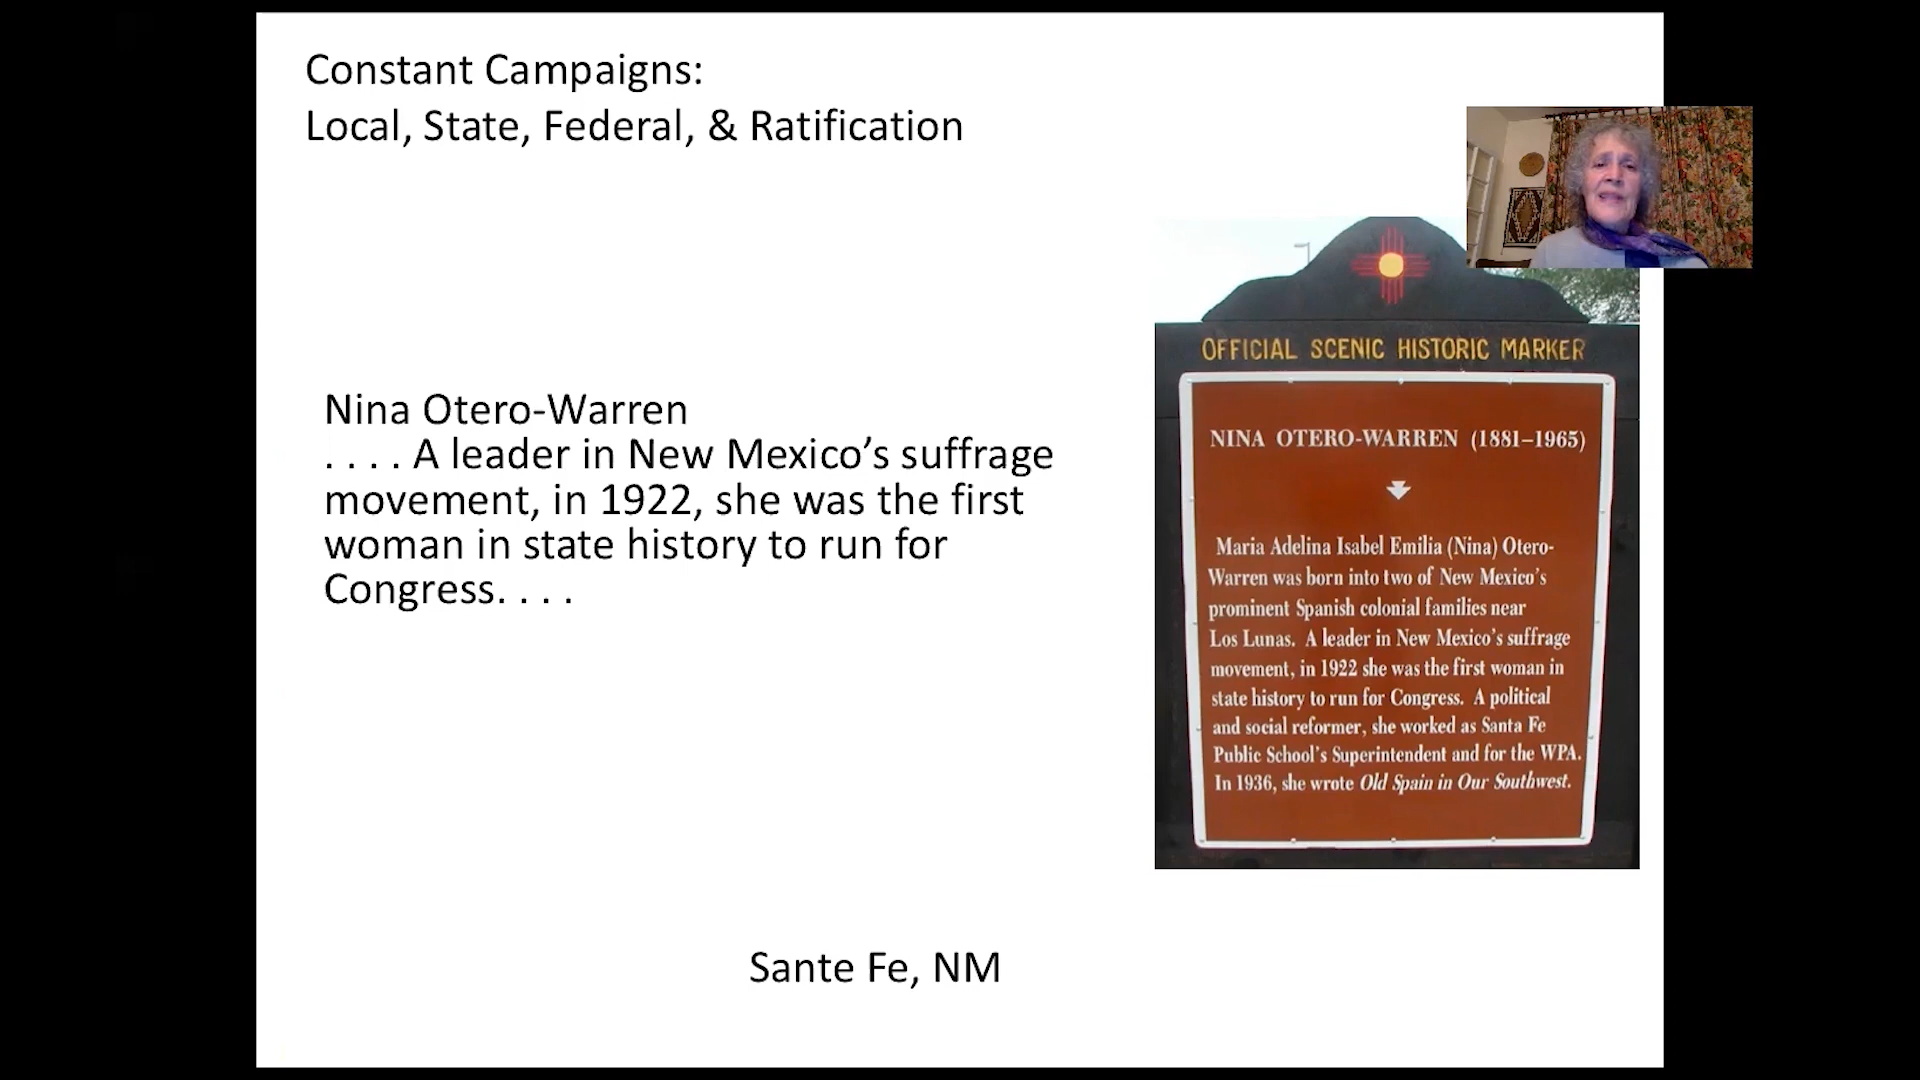 Constant Campaigns:
Local, State, Federal, & Ratification
Nina Otero-Warren
. . . . A leader in New Mexico’s suffrage
movement, in 1922, she was the first
woman in state history to run for
Congress. . . .
OFFICIAL SCENIC HISTORIC MARKER
NINA OTERO-WARREN (1881–1965)
Maria Adelina Isabel Emilia (Nina) Otero-
Warren was born into two of New Mexico’s
prominent Spanish colonial families near
Los Lunas. A leader in New Mexico’s suffrage
movement, in 1922 she was the first woman in
state history to run for Congress. A political
and social reformer, she worked as Santa Fe
Public School’s Superintendent and for the WPA.
In 1936, she wrote Old Spain in Our Southwest.
Sante Fe, NM